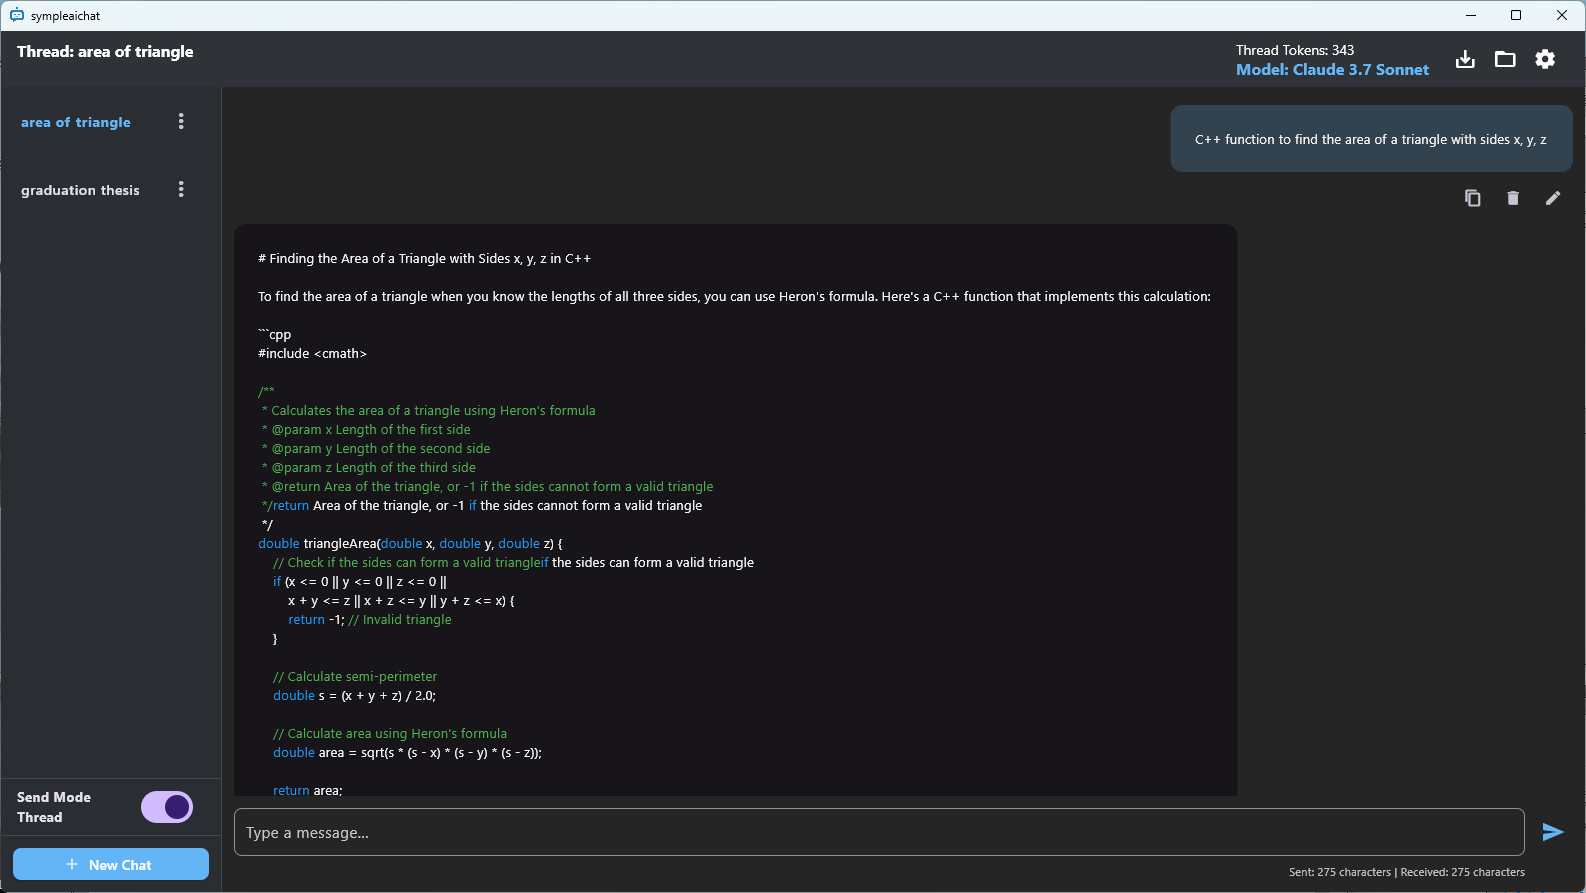 sympleaichat
Thread: area of triangle
Thread Tokens: 343
Model: Claude 3.7 Sonnet
area of triangle
graduation thesis
C++ function to find the area of a triangle with sides x, y, z
# Finding the Area of a Triangle with Sides x, y, z in C++
To find the area of a triangle when you know the lengths of all three sides, you can use Heron's formula. Here's a C++ function that implements this calculation:
```cpp
#include <cmath>
/**
* Calculates the area of a triangle using Heron's formula
* @param x Length of the first side
* @param y Length of the second side
* @param z Length of the third side
* @return Area of the triangle, or -1 if the sides cannot form a valid triangle
*/return Area of the triangle, or -1 if the sides cannot form a valid triangle
*/
double triangleArea(double x, double y, double z) {
// Check if the sides can form a valid triangleif the sides can form a valid triangle
if (x <= 0 || y <= 0 || z <= 0 ||
x + y <= z || x + z <= y || y + z <= x) {
return -1; // Invalid triangle
}
// Calculate semi-perimeter
double s = (x + y + z) / 2.0;
// Calculate area using Heron's formula
double area = sqrt(s * (s - x) * (s - y) * (s - z));
return area;
Send Mode
Thread
+ New Chat
Type a message...
Sent: 275 characters | Received: 275 characters